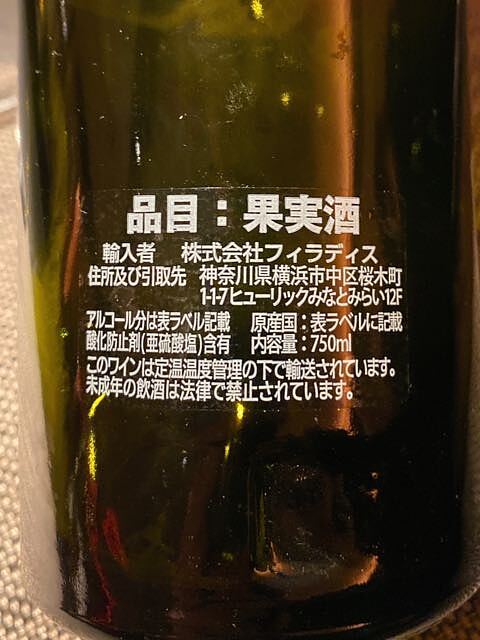 品目：果実酒
輸入者 株式会社フィラディス
住所及び引取先 神奈川県横浜市中区桜木町
1-1-7ヒューリックみなとみらい12F
アルコール分は表ラベル記載 原産国：表ラベルに記載
酸化防止剤(亜硫酸塩)含有 内容量：750ml
このワインは定温温度管理の下で輸送されています。
未成年の飲酒は法律で禁止されています。